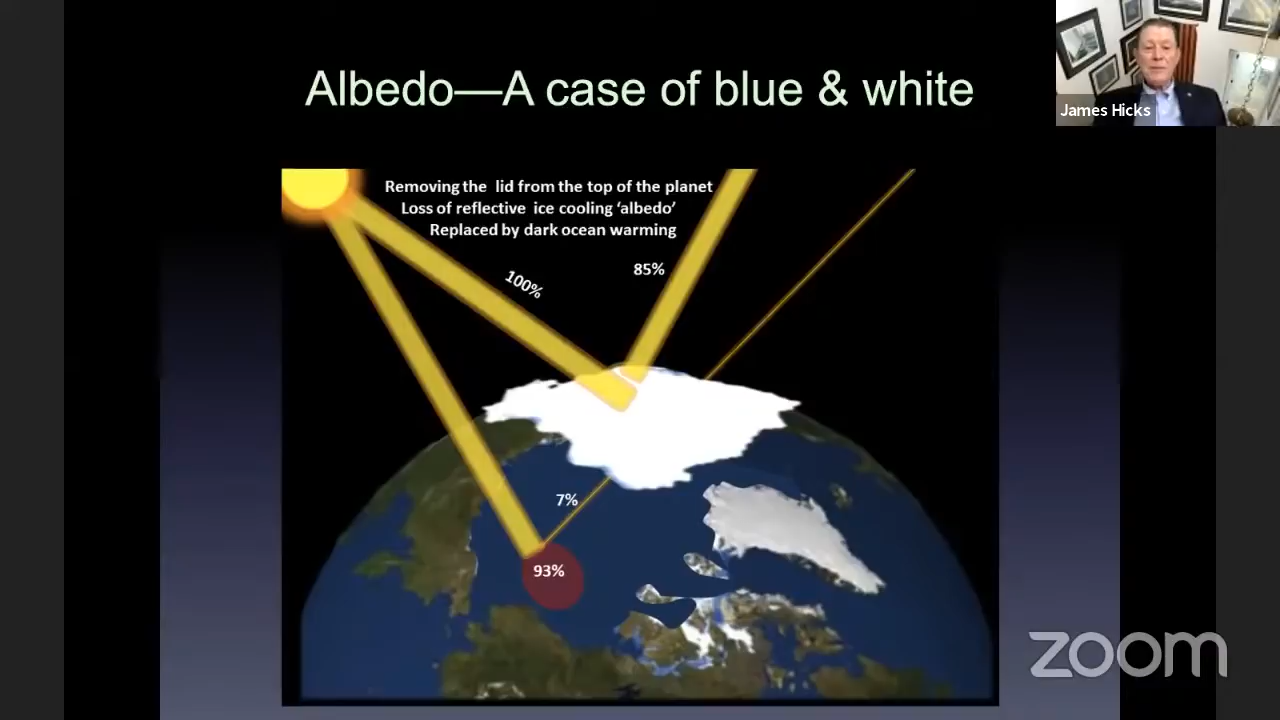 Albedo—A case of blue & white
James Hicks
Removing the lid from the top of the planet
Loss of reflective ice cooling ‘albedo’
Replaced by dark ocean warming
100%
85%
7%
93%
zoom